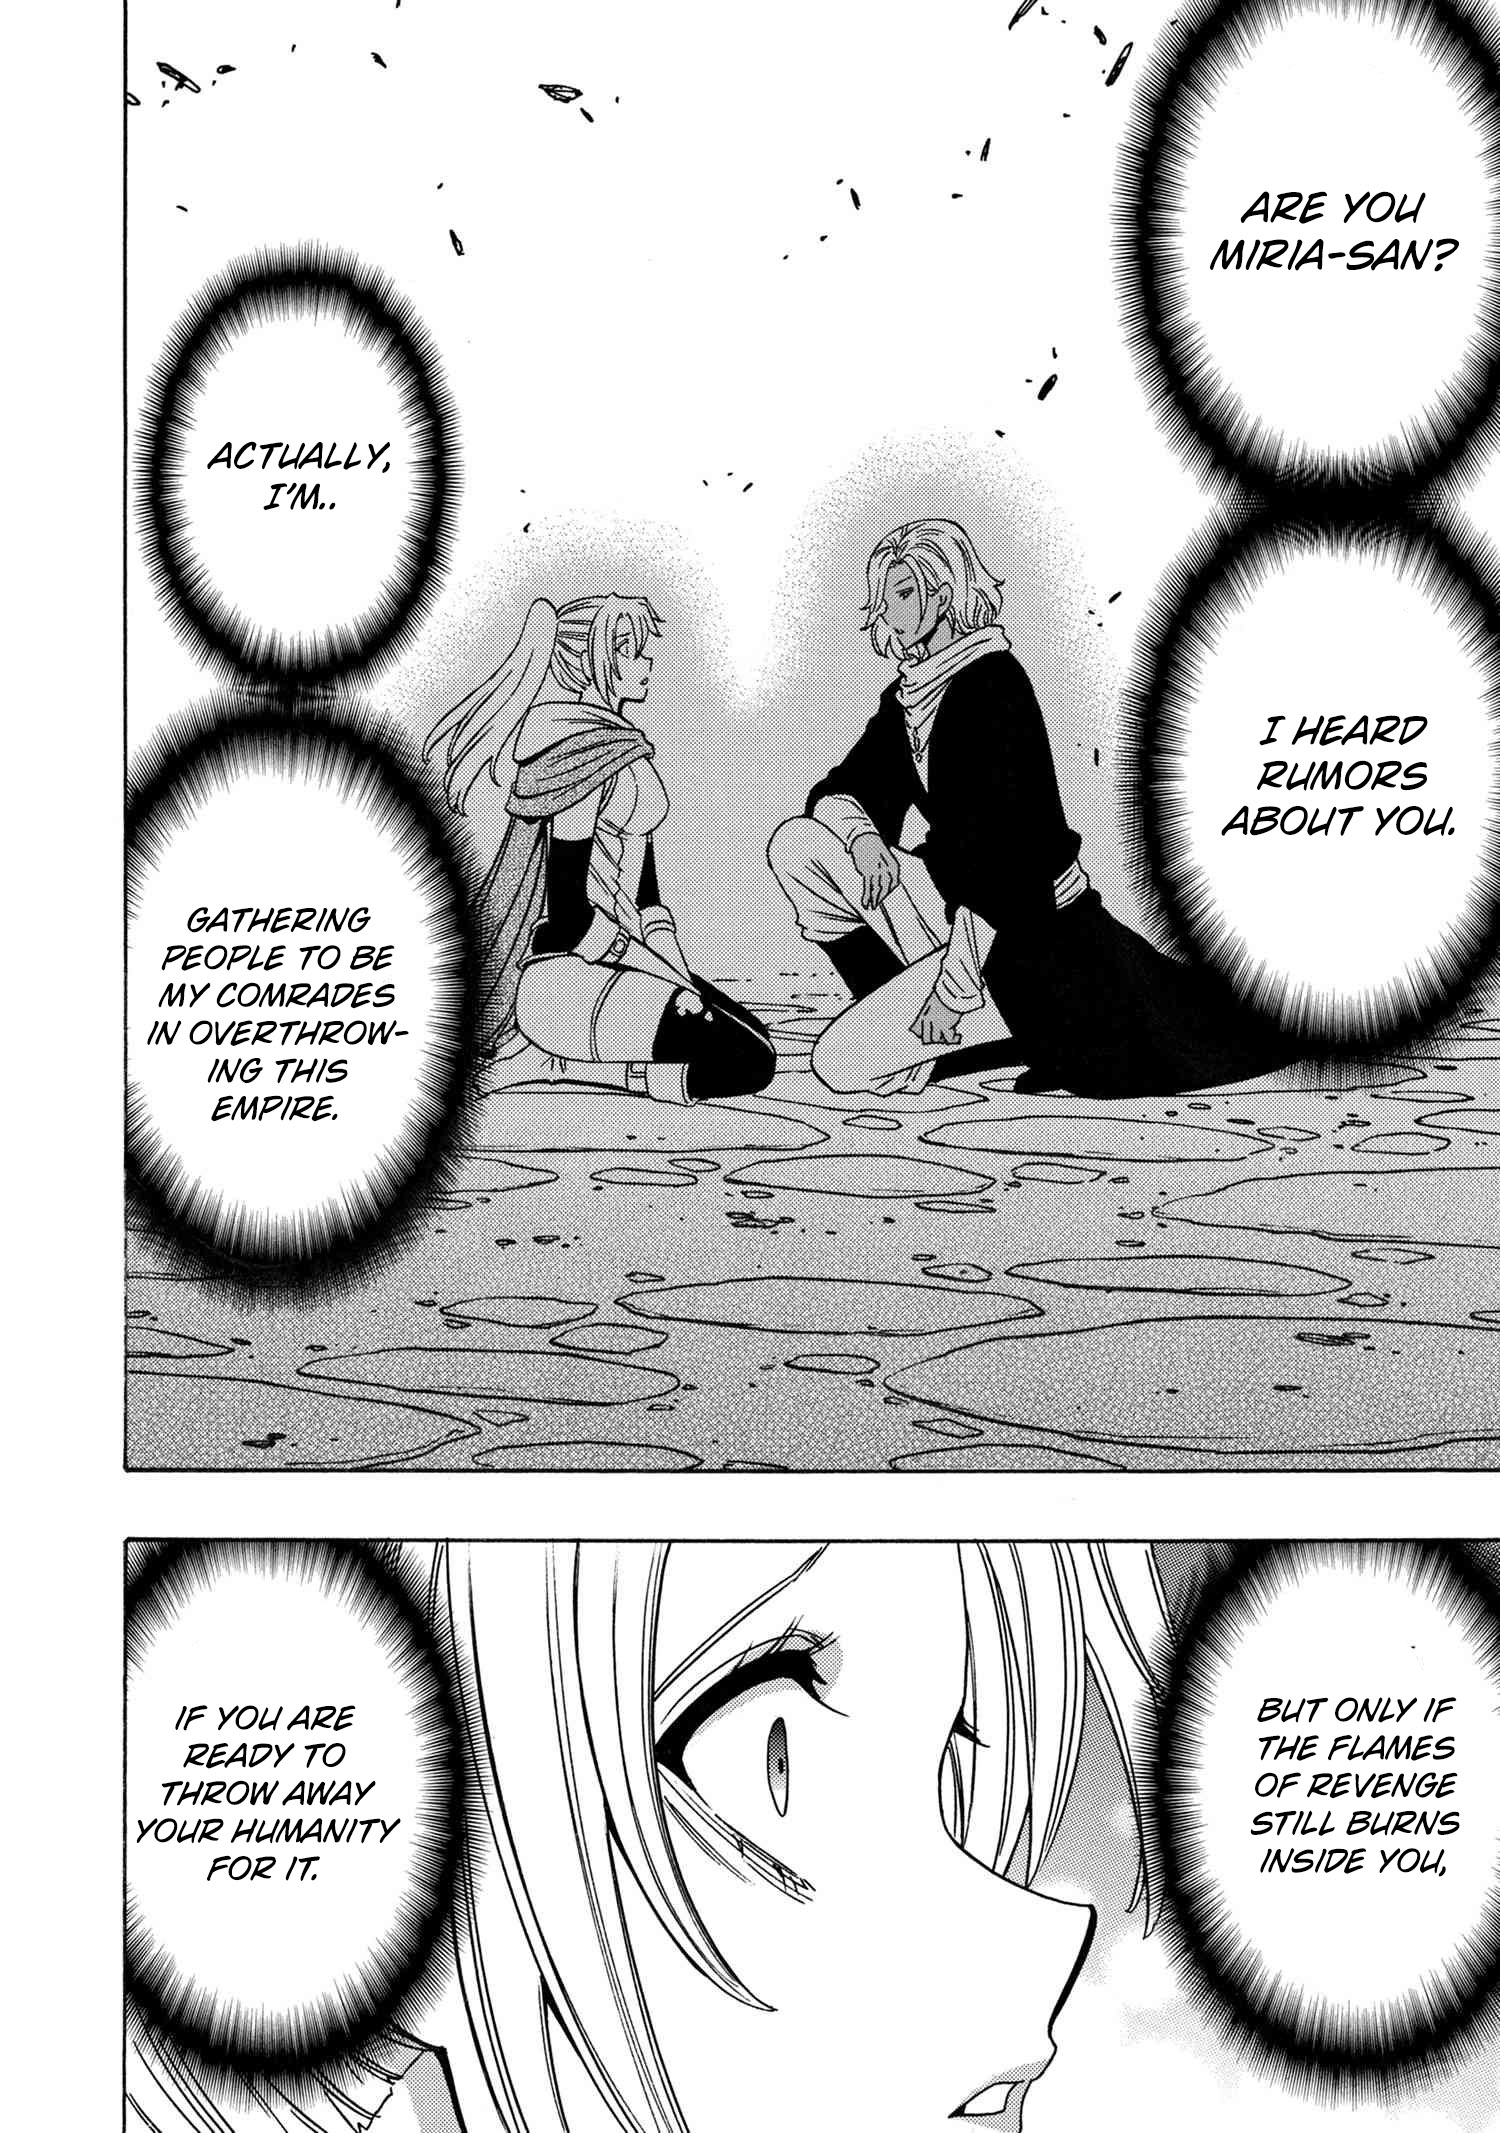 ARE YOU
MIRIA-SAN?
I HEARD
RUMORS
ABOUT YOU.
ACTUALLY,
I'M..
GATHERING
PEOPLE TO BE
MY COMRADES
IN OVERTHROW-
ING THIS
EMPIRE.
BUT ONLY IF
THE FLAMES
OF REVENGE
STILL BURNS
INSIDE YOU,
IF YOU ARE
READY TO
THROW AWAY
YOUR HUMANITY
FOR IT.